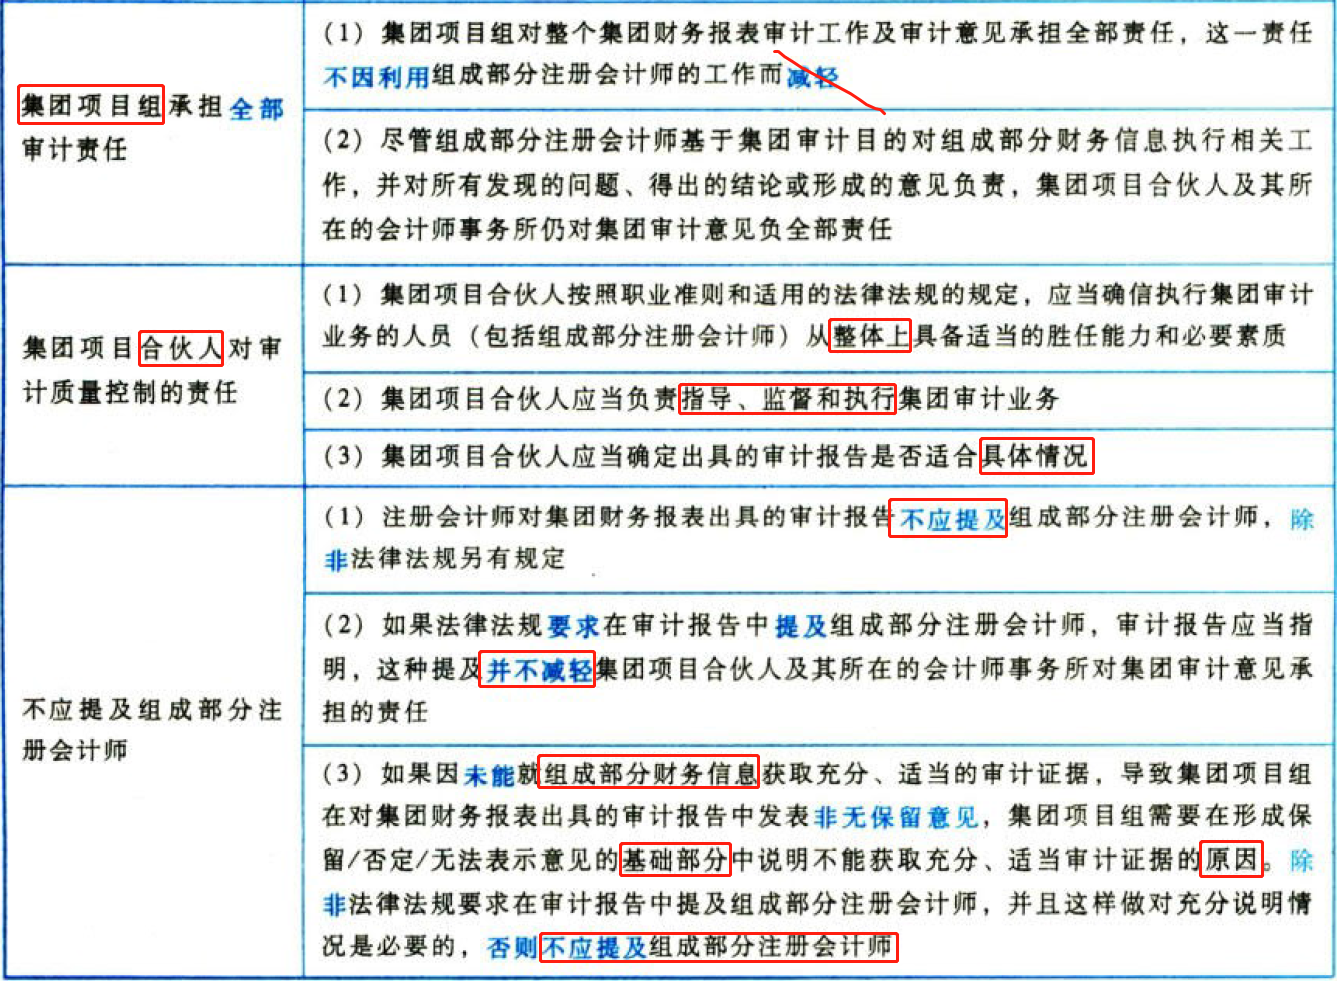 集团项目组承担全部
审计责任
(1) 集团项目组对整个集团财务报表审计工作及审计意见承担全部责任，这一责任
不因利用组成部分注册会计师的工作而减轻
(2) 尽管组成部分注册会计师基于集团审计目的对组成部分财务信息执行相关工
作，并对所有发现的问题、得出的结论或形成的意见负责，集团项目合伙人及其所
在的会计师事务所仍对集团审计意见负全部责任
集团项目合伙人对审
计质量控制的责任
(1) 集团项目合伙人按照职业准则和适用的法律法规的规定，应当确信执行集团审计
业务的人员（包括组成部分注册会计师）从整体上具备适当的胜任能力和必要素质
(2) 集团项目合伙人应当负责指导、监督和执行集团审计业务
(3) 集团项目合伙人应当确定出具的审计报告是否适合具体情况
不应提及组成部分注
册会计师
(1) 注册会计师对集团财务报表出具的审计报告不应提及组成部分注册会计师，除
非法律法规另有规定
(2) 如果法律法规要求在审计报告中提及组成部分注册会计师，审计报告应当指
明，这种提及并不减轻集团项目合伙人及其所在的会计师事务所对集团审计意见承
担的责任
(3) 如果因未能就组成部分财务信息获取充分、适当的审计证据，导致集团项目组
在对集团财务报表出具的审计报告中发表非无保留意见，集团项目组需要在形成保
留/否定/无法表示意见的基础部分中说明不能获取充分、适当审计证据的原因。除
非法律法规要求在审计报告中提及组成部分注册会计师，并且这样做对充分说明情
况是必要的，否则不应提及组成部分注册会计师